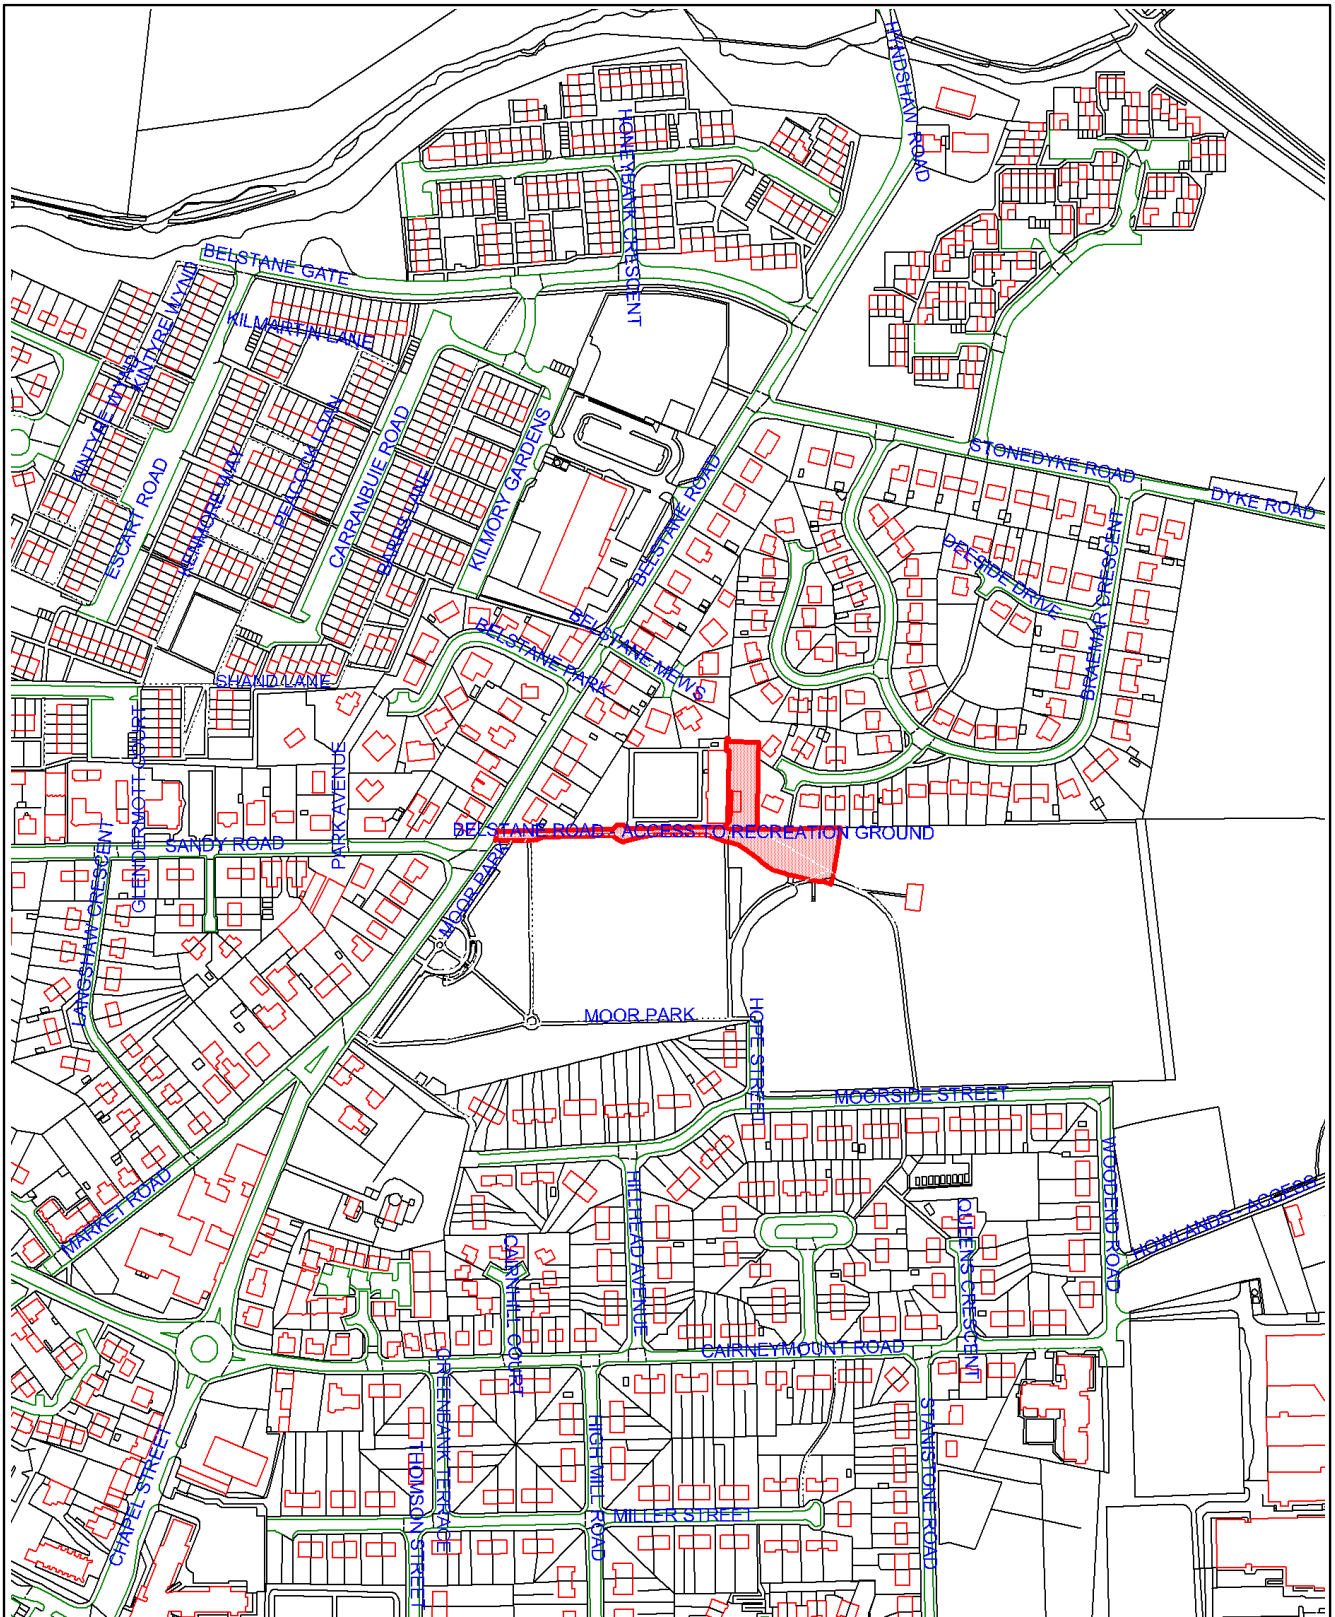 HYNDSHAW ROAD
HONEYBANK CRESCENT
BELSTANE GATE
KINTYRE WYND
KILMARTIN LANE
KINTYRE WYND
ESCART ROAD
KENMORE WAY
PEACOCK LOAN
CARRANBUIE ROAD
BARRS LANE
KILMORY GARDENS
BELSTANE ROAD
STONEDYKE ROAD
DYKE ROAD
DEESIDE DRIVE
BRAEMAR CRESCENT
BELSTANE PARK
BELSTANE MEWS
SHAND LANE
GLENDERMOTT COURT
PARK AVENUE
BELSTANE ROAD - ACCESS TO RECREATION GROUND
SANDY ROAD
LANGSHAW CRESCENT
MOOR PARK
MOOR PARK
HOPE STREET
MOORSIDE STREET
WOODEND ROAD
HOWLANDS - ACCESS
MARKET ROAD
HILLHEAD AVENUE
CAIRNHILL COURT
QUEENS CRESCENT
CAIRNEYMOUNT ROAD
GREENBANK TERRACE
THOMSON STREET
HIGH MILL ROAD
STANISTONE ROAD
CHAPEL STREET
MILLER STREET